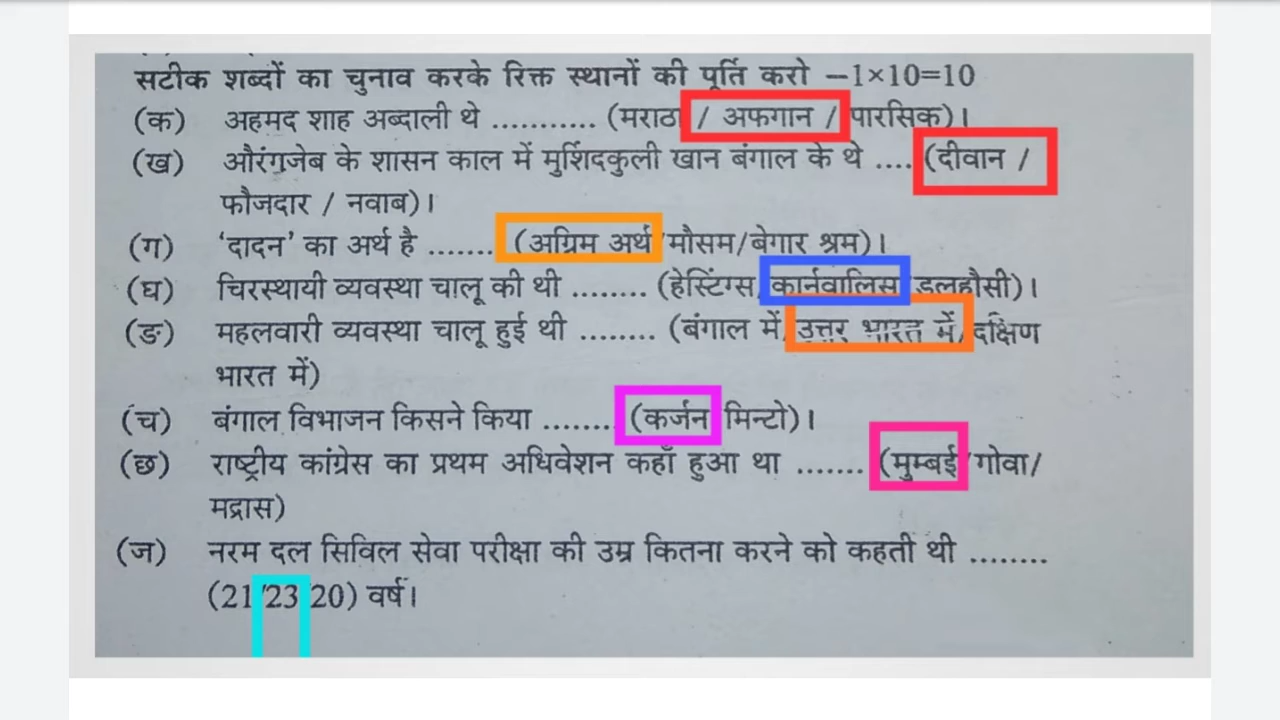 सटीक शब्दों का चुनाव करके रिक्त स्थानों की पूर्ति करो –1×10=10
(क) अहमद शाह अब्दाली थे ............ (मराठा / अफगान / पारसिक)।
(ख) औरंगजेब के शासन काल में मुर्शिदकुली खान बंगाल के थे .... (दीवान /
फौजदार / नवाब)।
(ग) ‘दादन’ का अर्थ है ........ (अग्रिम अर्थ/मौसम/बेगार श्रम)।
(घ) चिरस्थायी व्यवस्था चालू की थी ........ (हेस्टिंग्स/कार्नवालिस/डलहौसी)।
(ङ) महलवारी व्यवस्था चालू हुई थी ........ (बंगाल में/उत्तर भारत में/दक्षिण
भारत में)
(च) बंगाल विभाजन किसने किया ........ (कर्जन/मिन्टो)।
(छ) राष्ट्रीय कांग्रेस का प्रथम अधिवेशन कहाँ हुआ था ....... (मुम्बई/गोवा/
मद्रास)
(ज) नरम दल सिविल सेवा परीक्षा की उम्र कितना करने को कहती थी ........
(21/23/20) वर्ष।